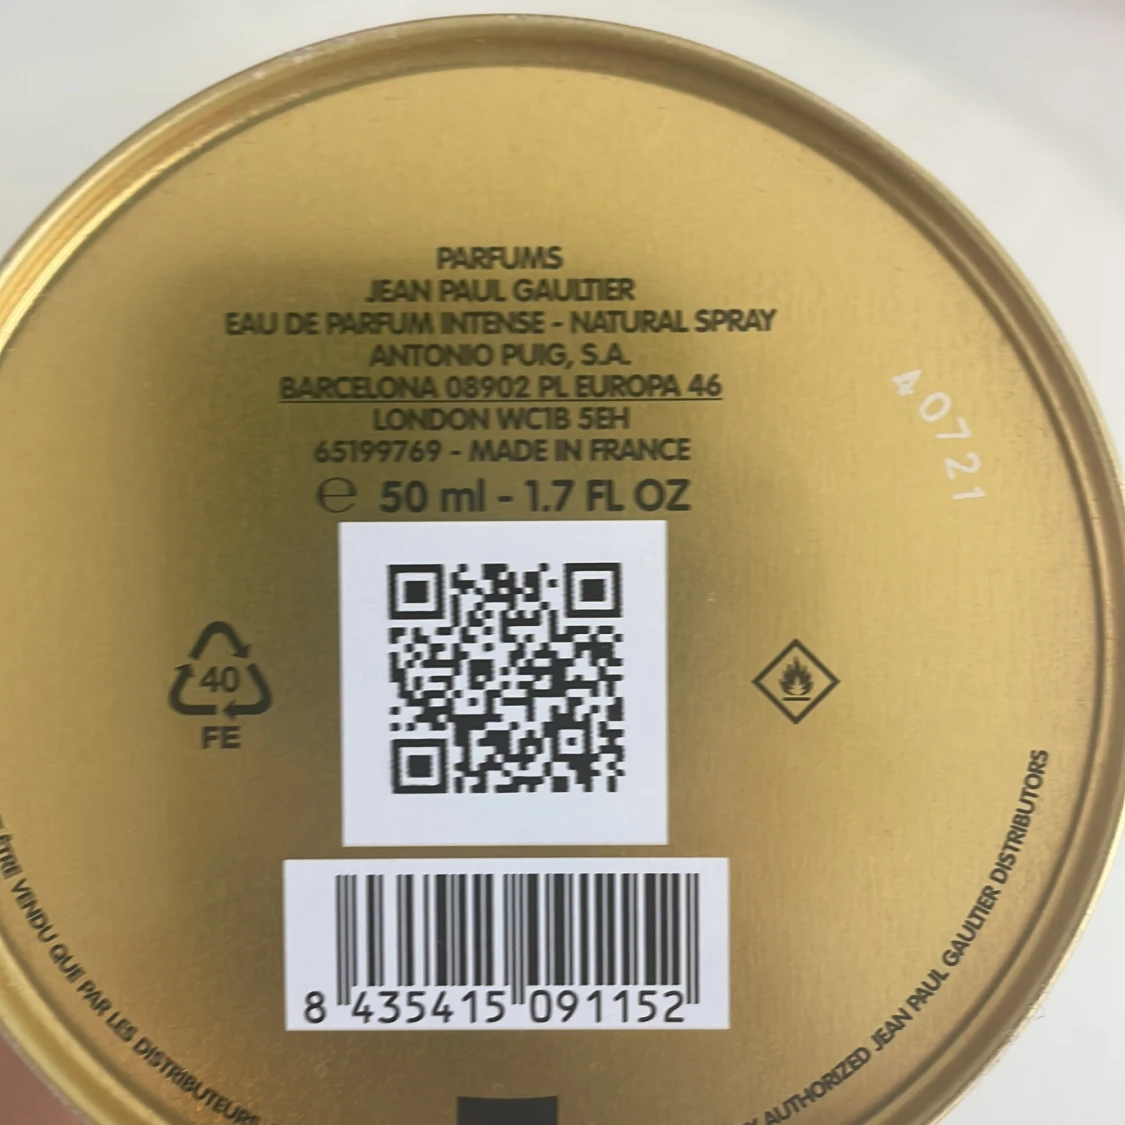 PARFUMS
JEAN PAUL GAULTIER
EAU DE PARFUM INTENSE - NATURAL SPRAY
ANTONIO PUIG, S.A.
BARCELONA 08902 PL EUROPA 46
LONDON WC1B 5EH
65199769 - MADE IN FRANCE
℮ 50 ml - 1.7 FL OZ
40721
40
FE
8 435415 091152
ÊTRE VENDU QUE PAR LES DISTRIBUTEURS
AUTHORIZED JEAN PAUL GAULTIER DISTRIBUTORS